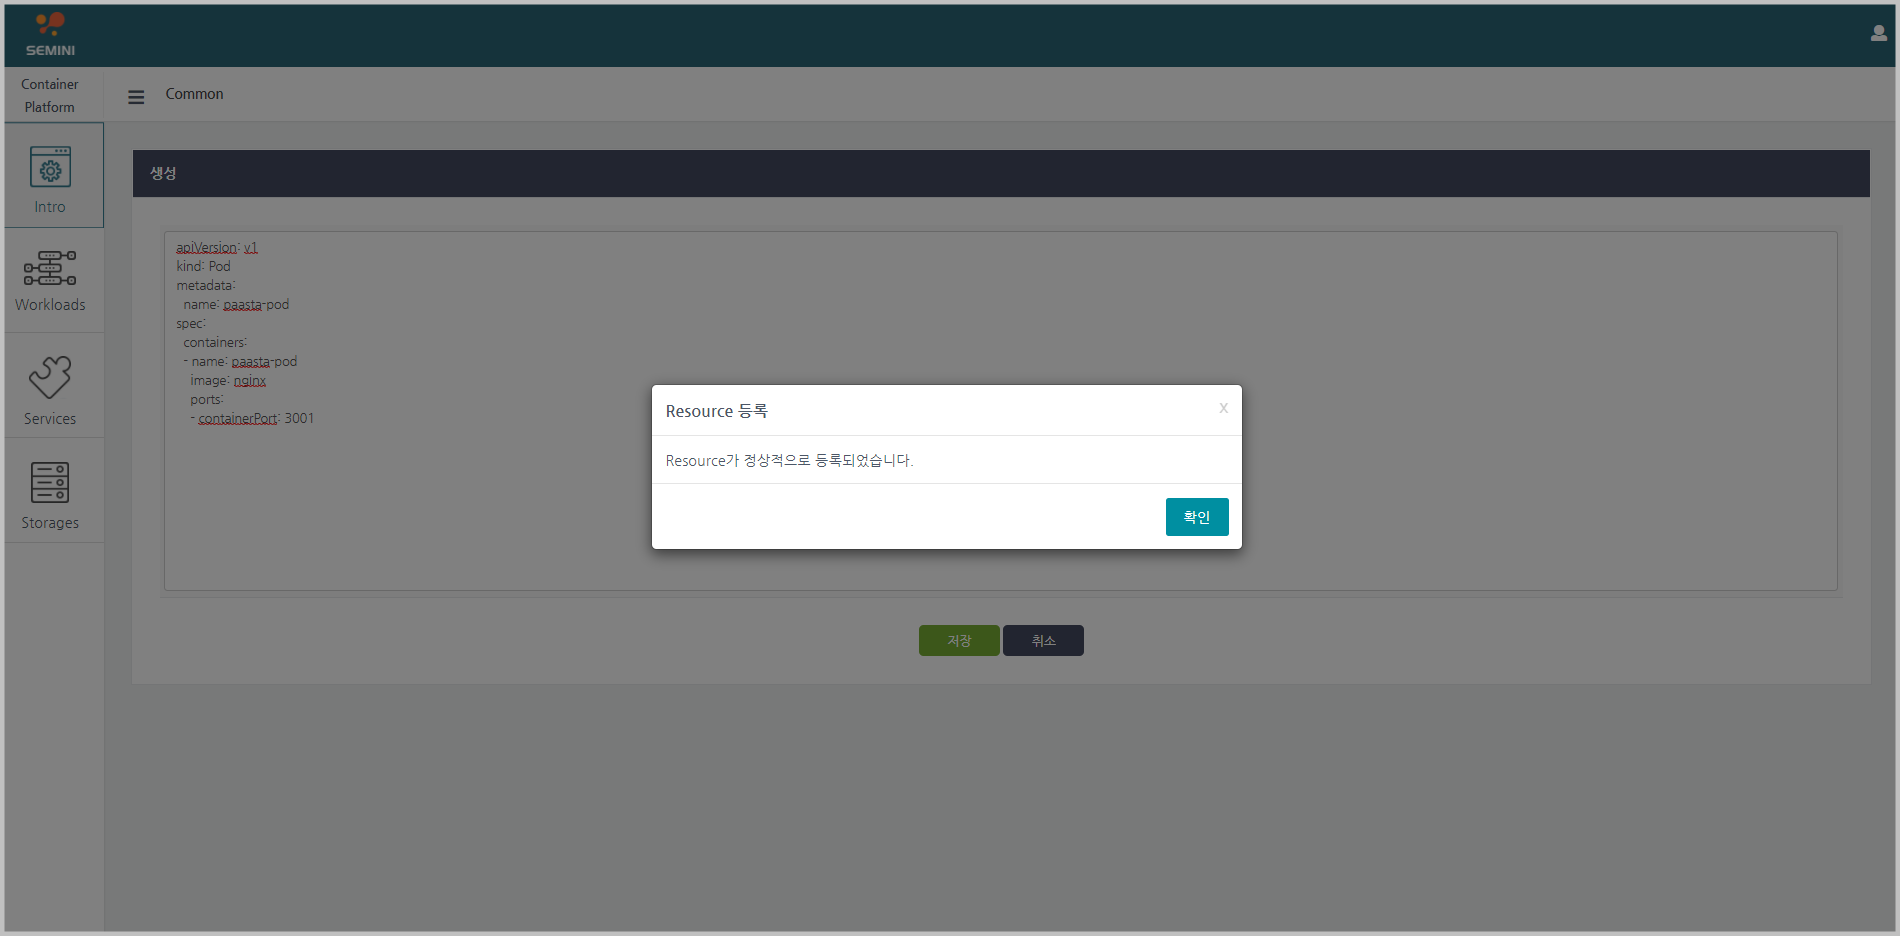 SEMINI
Container
Platform
Common
Intro
Workloads
Services
Storages
생성
apiVersion: v1
kind: Pod
metadata:
  name: paasta-pod
spec:
  containers:
  - name: paasta-pod
    image: nginx
    ports:
    - containerPort: 3001
Resource 등록
x
Resource가 정상적으로 등록되었습니다.
확인
저장 취소